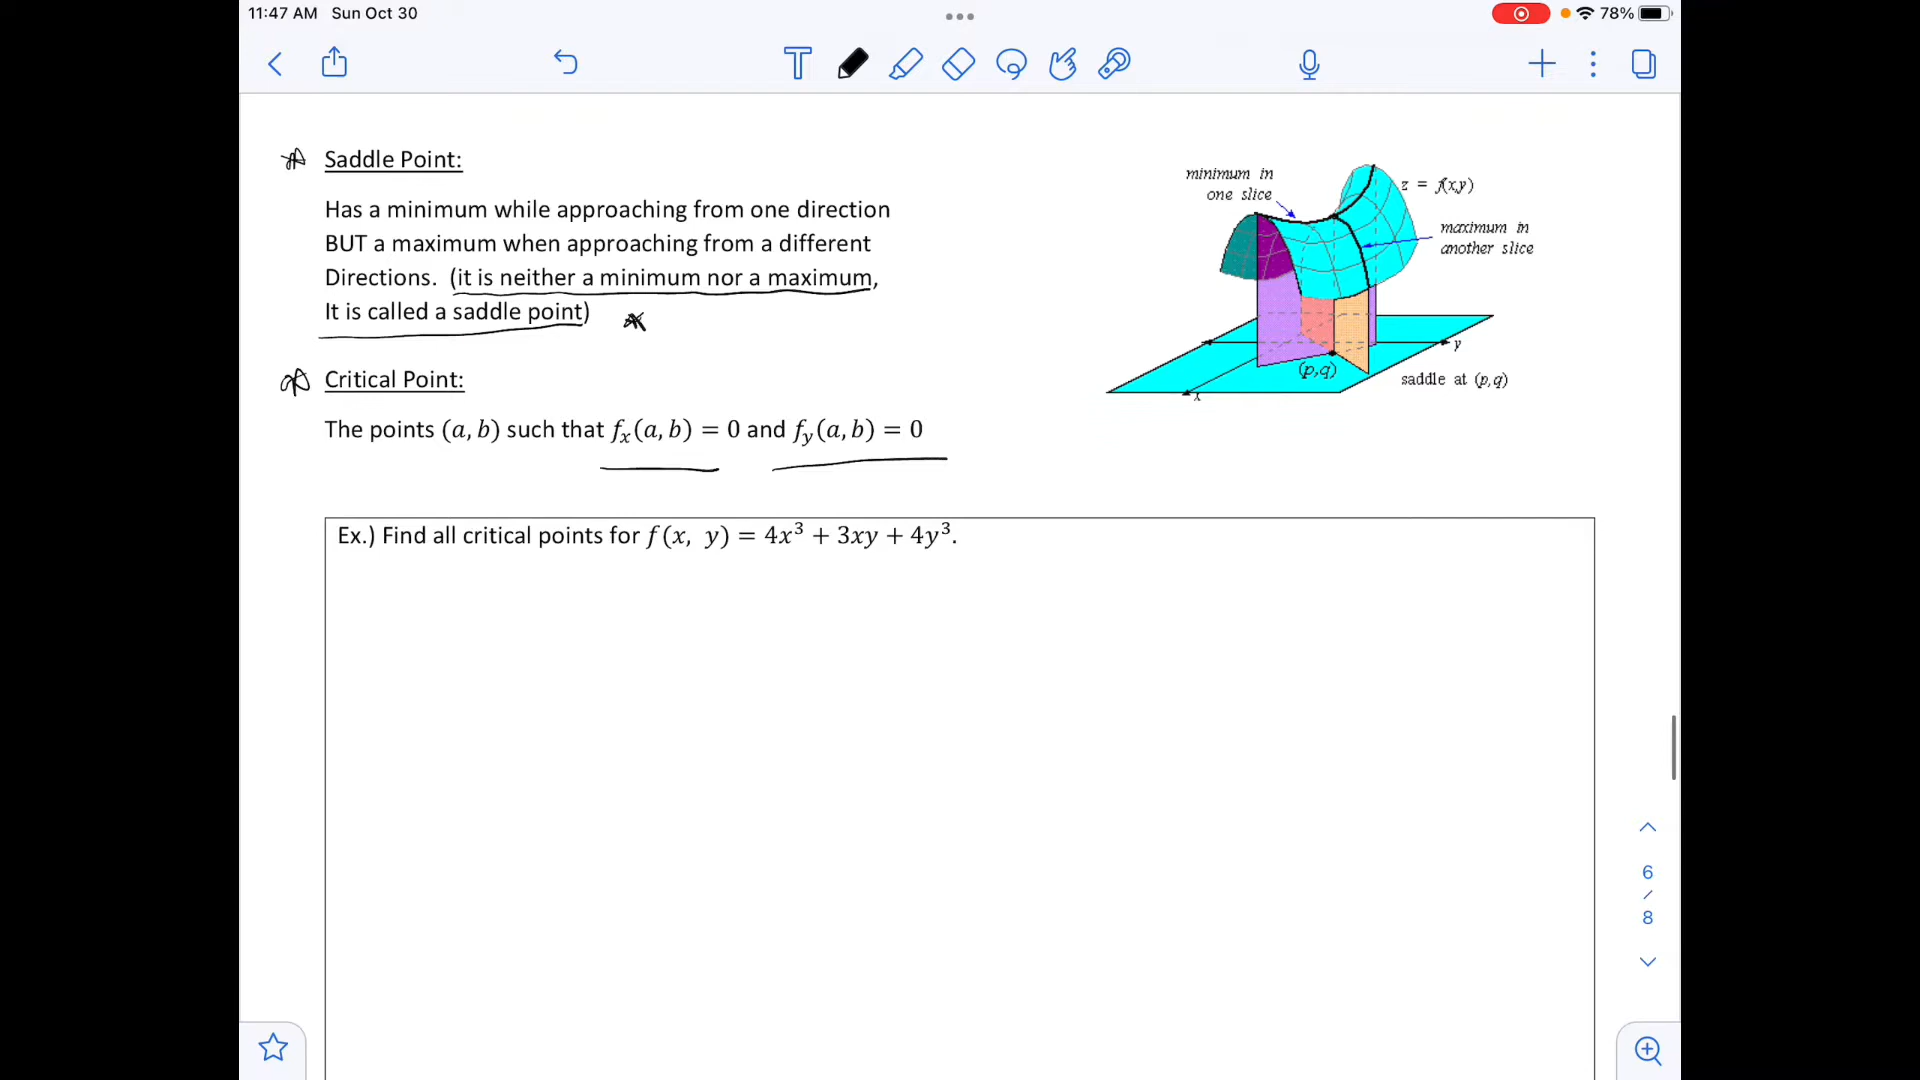 11:47 AM Sun Oct 30
78%
Saddle Point:
Has a minimum while approaching from one direction
BUT a maximum when approaching from a different
Directions. (it is neither a minimum nor a maximum,
It is called a saddle point)
minimum in
one slice
z = f(x,y)
maximum in
another slice
y
(p,q)
saddle at (p,q)
x
Critical Point:
The points (a, b) such that fₓ(a, b) = 0 and f_y(a, b) = 0
Ex.) Find all critical points for f(x, y) = 4x³ + 3xy + 4y³.
6
/
8